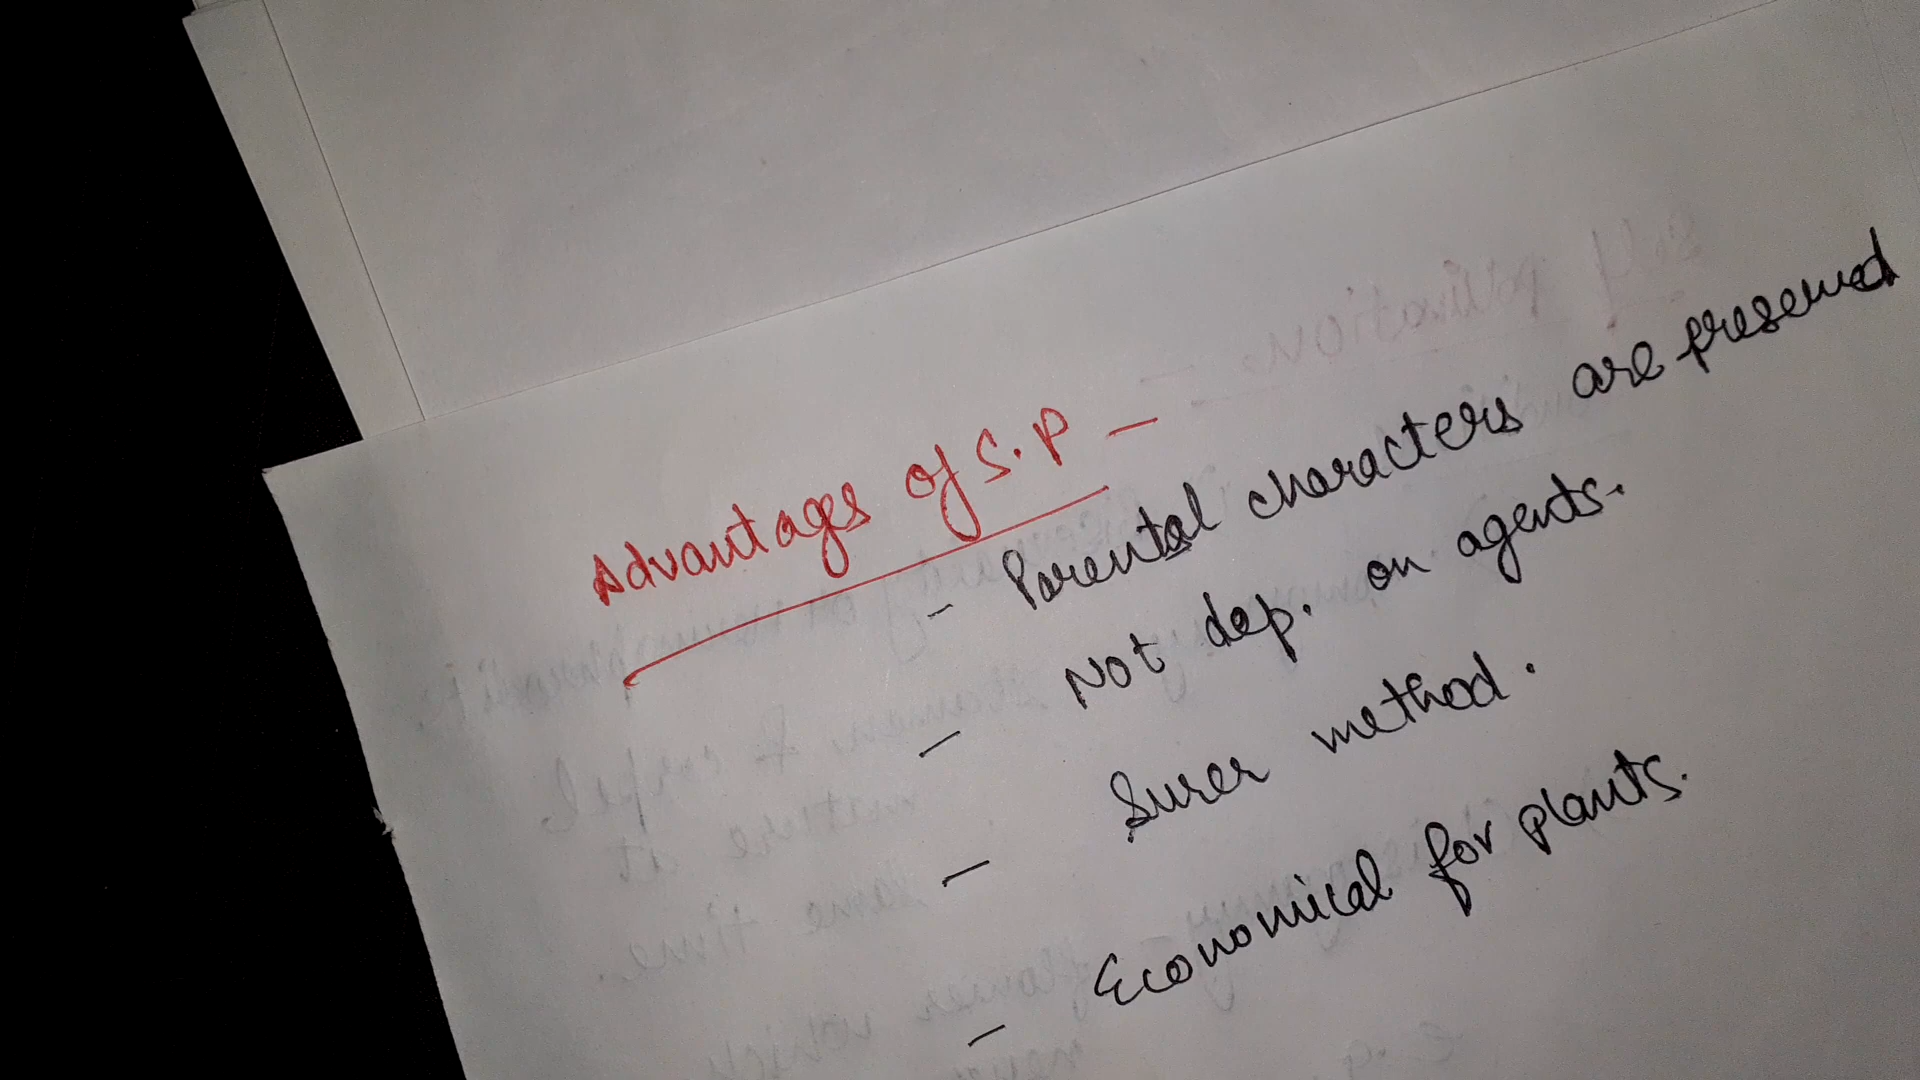 Advantages of S.P –
- Parental characters are preserved
- Not dep. on agents.
- Surer method.
- Economical for plants.